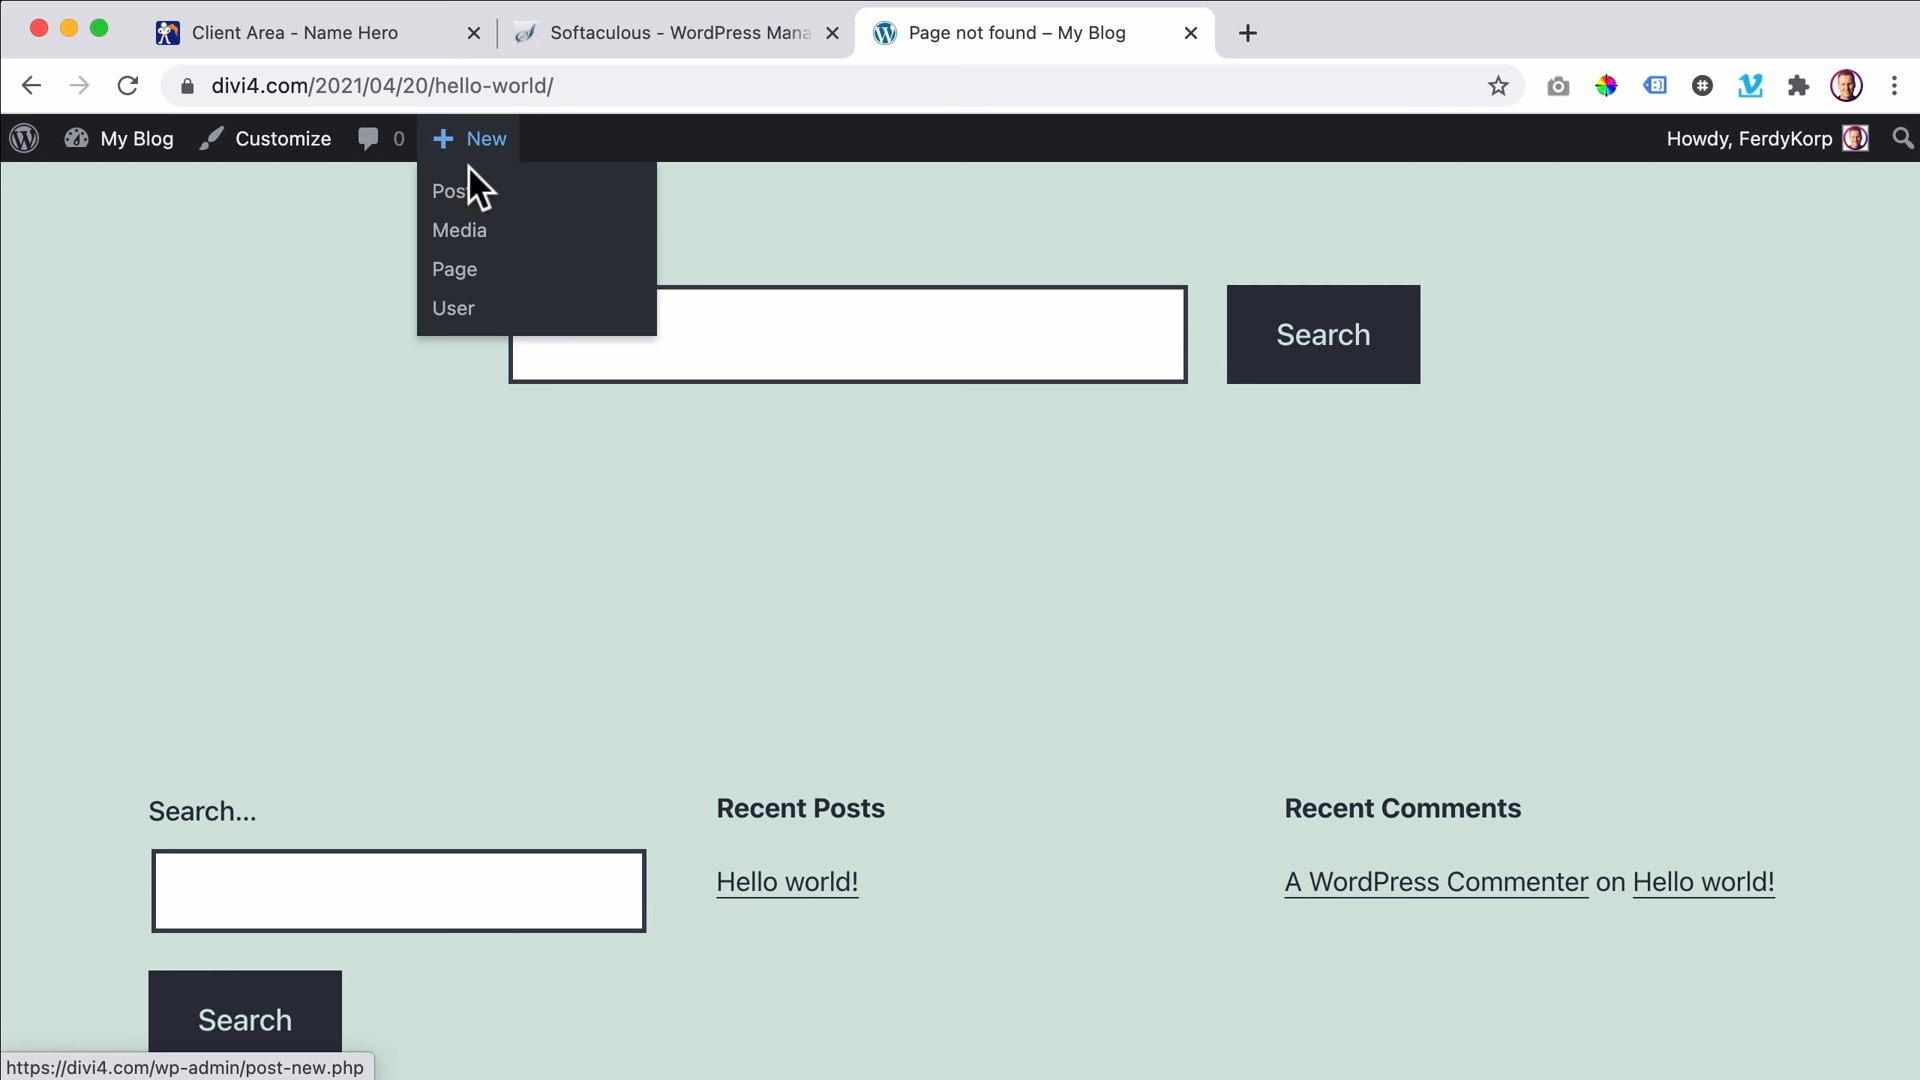 Client Area - Name Hero
Softaculous - WordPress Mana
Page not found – My Blog
divi4.com/2021/04/20/hello-world/
My Blog
Customize
0
New
Howdy, FerdyKorp
Media
Page
User
Search
Search...
Recent Posts
Recent Comments
Hello world!
A WordPress Commenter on Hello world!
Search
https://divi4.com/wp-admin/post-new.php